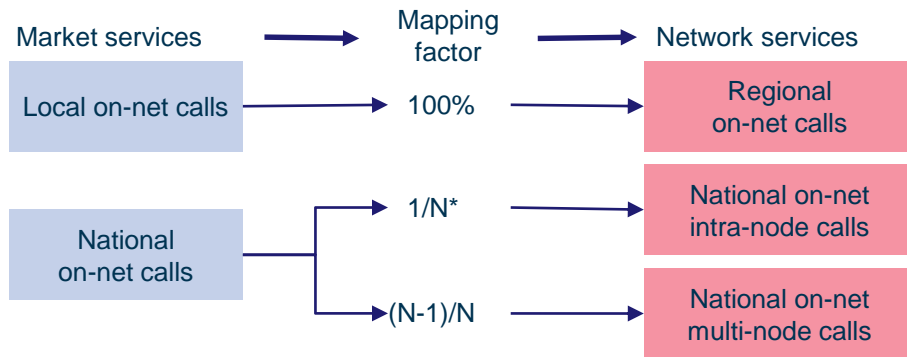 Market services
Mapping
factor
Network services
Local on-net calls
100%
Regional
on-net calls
National
on-net calls
1/N*
National on-net
intra-node calls
(N-1)/N
National on-net
multi-node calls